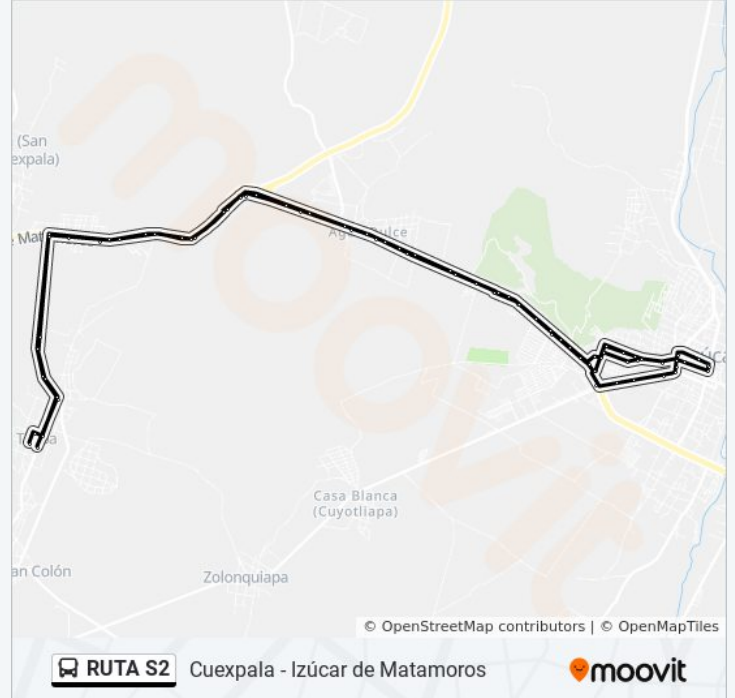 (San
expala)
Mat
Agua Dulce
Casa Blanca
(Cuyotliapa)
an Colón
Zolonquiapa
© OpenStreetMap contributors | © OpenMapTiles
RUTA S2 Cuexpala - Izúcar de Matamoros
moovit